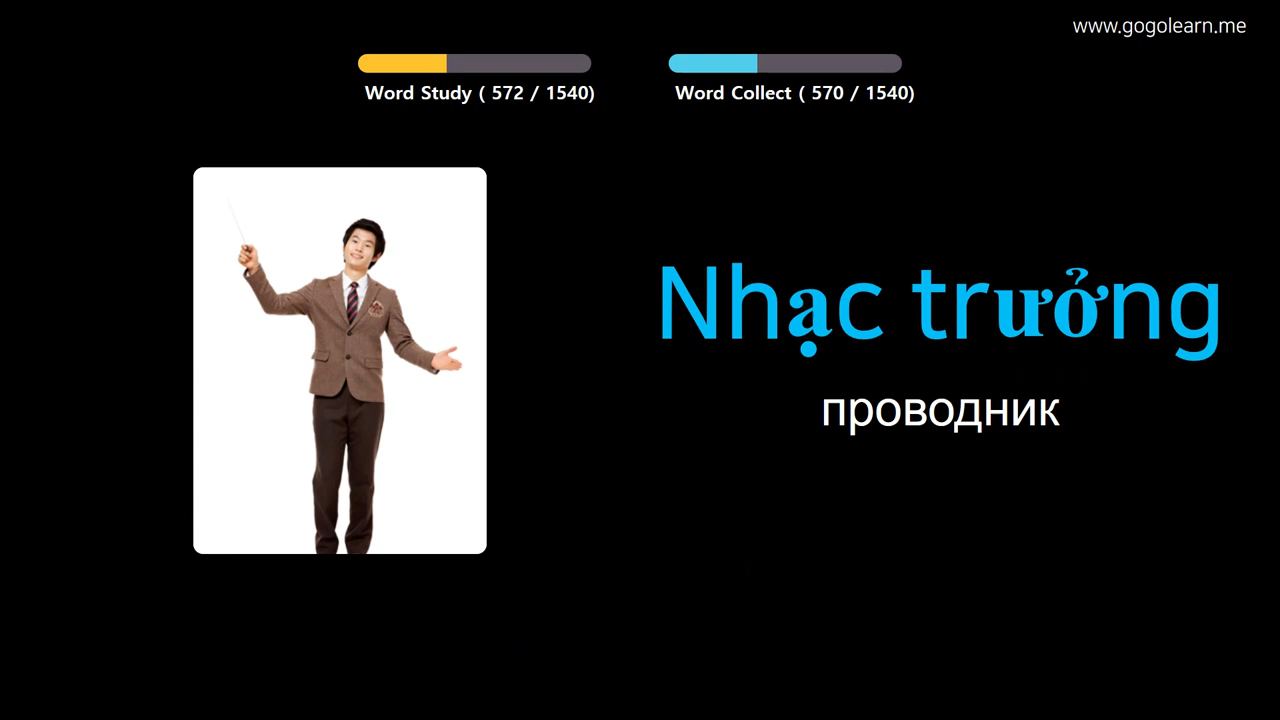 www.gogolearn.me
Word Study ( 572 / 1540)
Word Collect ( 570 / 1540)
Nhạc trưởng
проводник